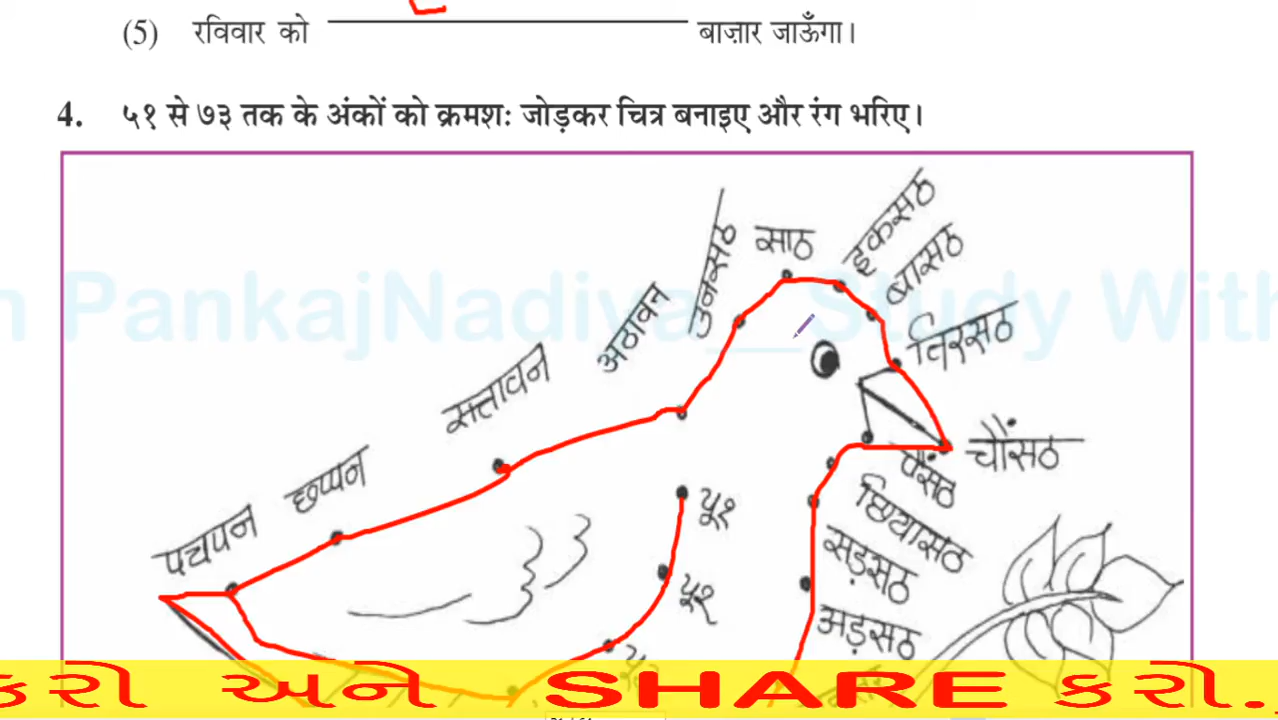 (5) रविवार को ____________ बाज़ार जाऊँगा।
4. ५१ से ७३ तक के अंकों को क्रमशः जोड़कर चित्र बनाइए और रंग भरिए।
इकसठ
साठ
उनसठ
बासठ
n PankajNadiya__Study With
तिरसठ
अठावन
सत्तावन
चौंसठ
छप्पन
पैंसठ
पचपन
५१
छियासठ
सड़सठ
५२
अड़सठ
५३
કરો અને SHARE કરો.